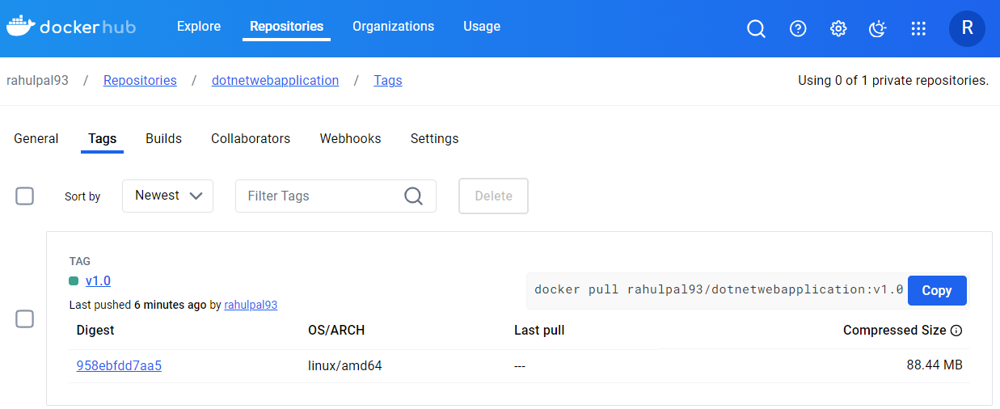 dockerhub Explore Repositories Organizations Usage R
rahulpal93 / Repositories / dotnetwebapplication / Tags Using 0 of 1 private repositories.
General Tags Builds Collaborators Webhooks Settings
Sort by Newest Filter Tags Delete
TAG
v1.0
docker pull rahulpal93/dotnetwebapplication:v1.0 Copy
Last pushed 6 minutes ago by rahulpal93
Digest OS/ARCH Last pull Compressed Size
958ebfdd7aa5 linux/amd64 --- 88.44 MB